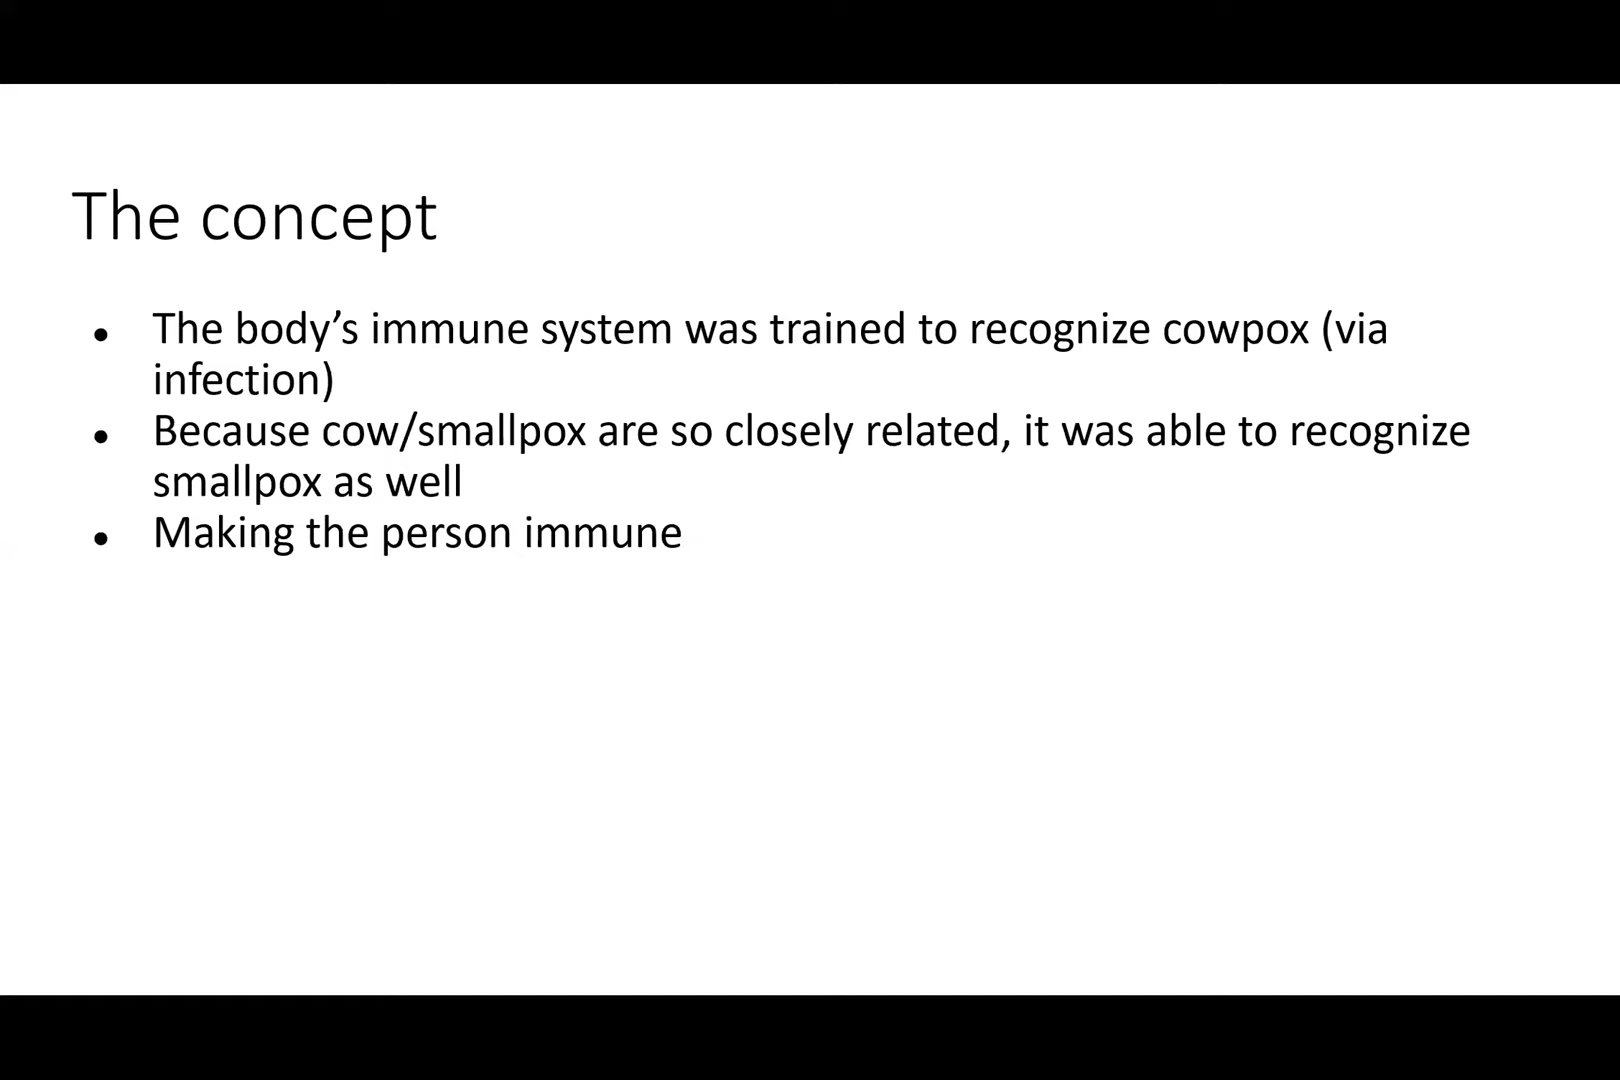 The concept
• The body’s immune system was trained to recognize cowpox (via
infection)
• Because cow/smallpox are so closely related, it was able to recognize
smallpox as well
• Making the person immune